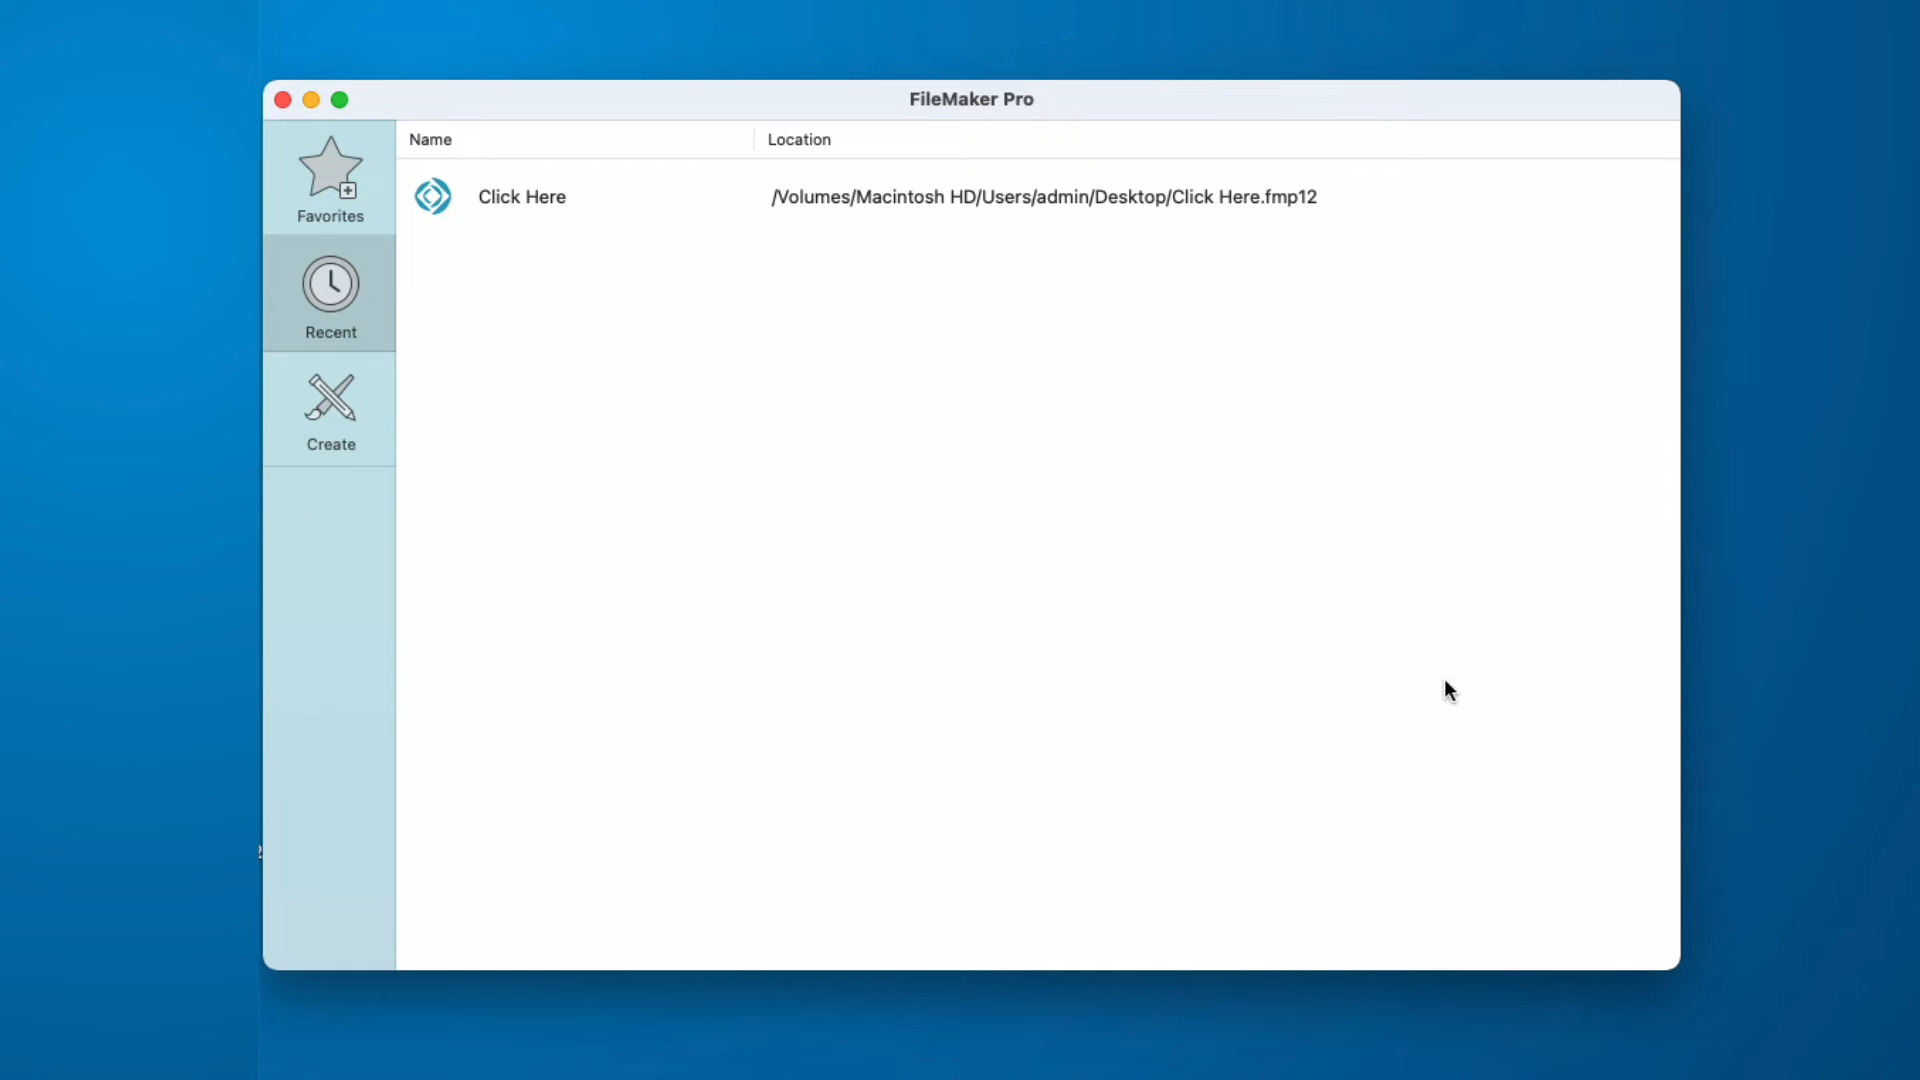 FileMaker Pro
Name Location
Favorites
Click Here /Volumes/Macintosh HD/Users/admin/Desktop/Click Here.fmp12
Recent
Create